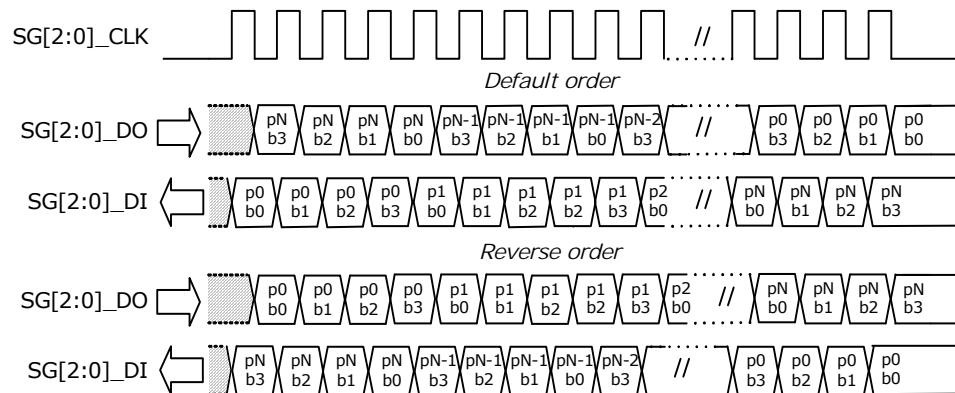 SG[2:0]_CLK //
Default order
SG[2:0]_DO pN b3 pN b2 pN b1 pN b0 pN-1 b3 pN-1 b2 pN-1 b1 pN-1 b0 pN-2 b3 // p0 b3 p0 b2 p0 b1 p0 b0
SG[2:0]_DI p0 b0 p0 b1 p0 b2 p0 b3 p1 b0 p1 b1 p1 b2 p1 b2 p1 b3 p2 b0 // pN b0 pN b1 pN b2 pN b3
Reverse order
SG[2:0]_DO p0 b0 p0 b1 p0 b2 p0 b3 p1 b0 p1 b1 p1 b2 p1 b2 p1 b3 p2 b0 // pN b0 pN b1 pN b2 pN b3
SG[2:0]_DI pN b3 pN b2 pN b1 pN b0 pN-1 b3 pN-1 b2 pN-1 b1 pN-1 b0 pN-2 b3 // p0 b3 p0 b2 p0 b1 p0 b0